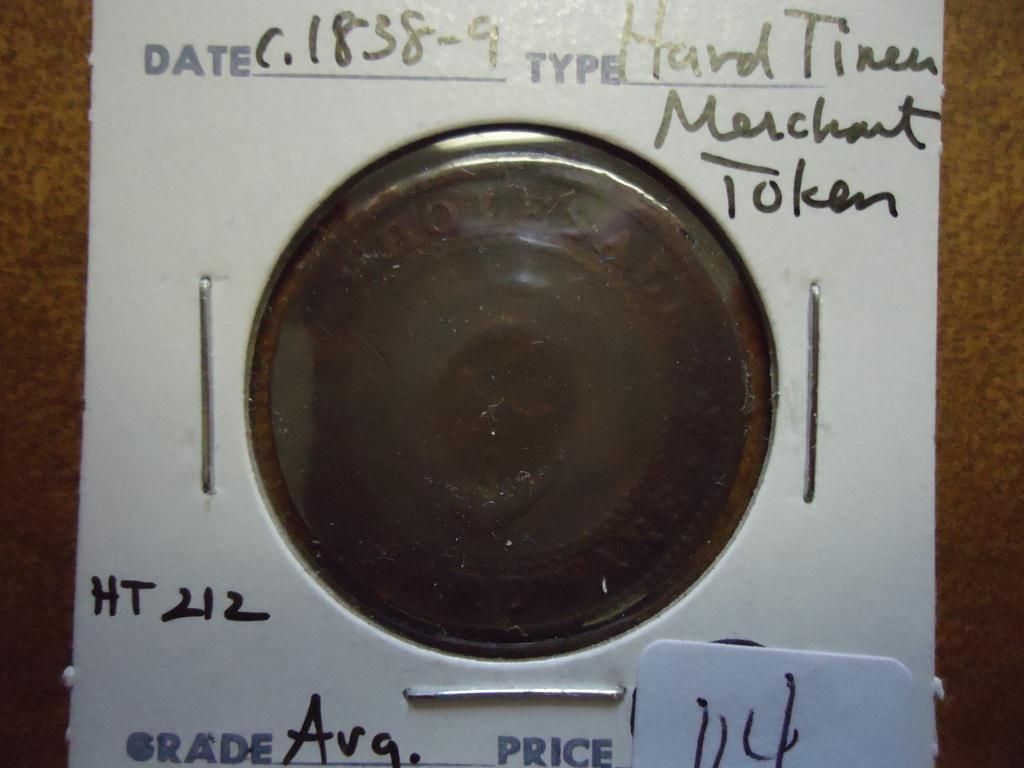 DATE c. 1838-9 TYPE Hard Times
Merchant
Token
HT 212
GRADE Avg. PRICE
114